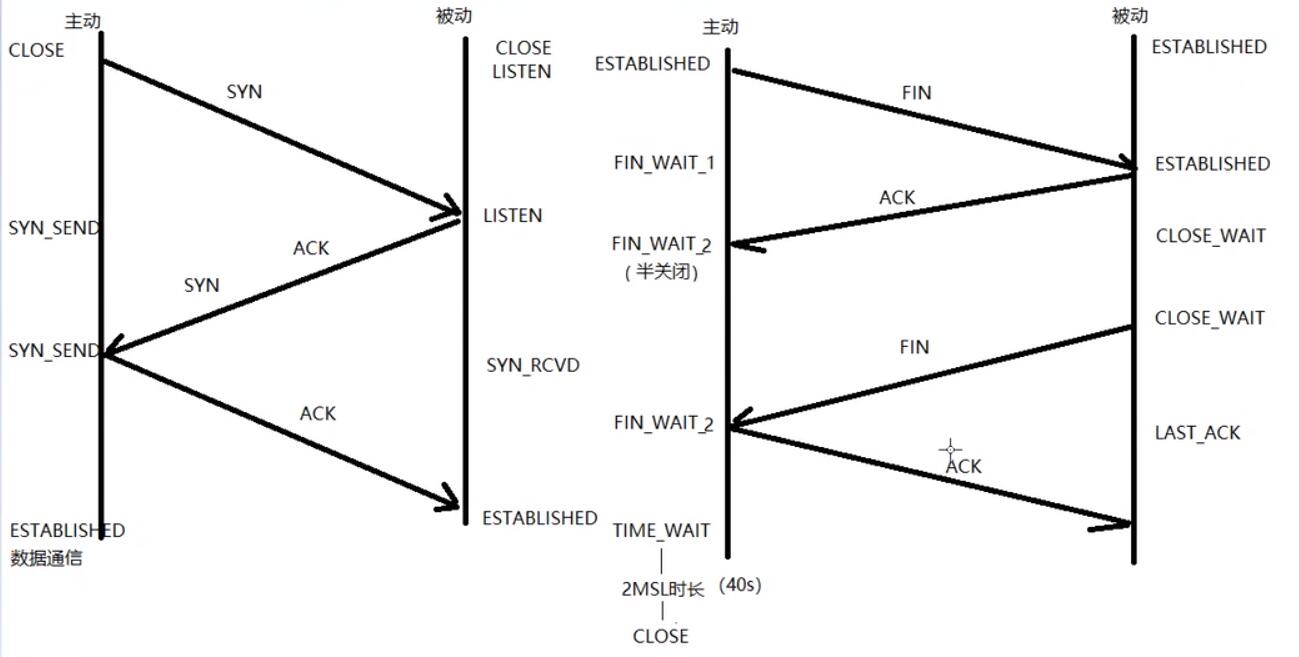 主动
被动
CLOSE
CLOSE
LISTEN
SYN
LISTEN
SYN_SEND
ACK
SYN
SYN_SEND
SYN_RCVD
ACK
ESTABLISHED
ESTABLISHED
数据通信
主动
被动
ESTABLISHED
ESTABLISHED
FIN
FIN_WAIT_1
ESTABLISHED
ACK
FIN_WAIT_2
CLOSE_WAIT
(半关闭)
CLOSE_WAIT
FIN
FIN_WAIT_2
LAST_ACK
ACK
TIME_WAIT
2MSL时长 (40s)
CLOSE